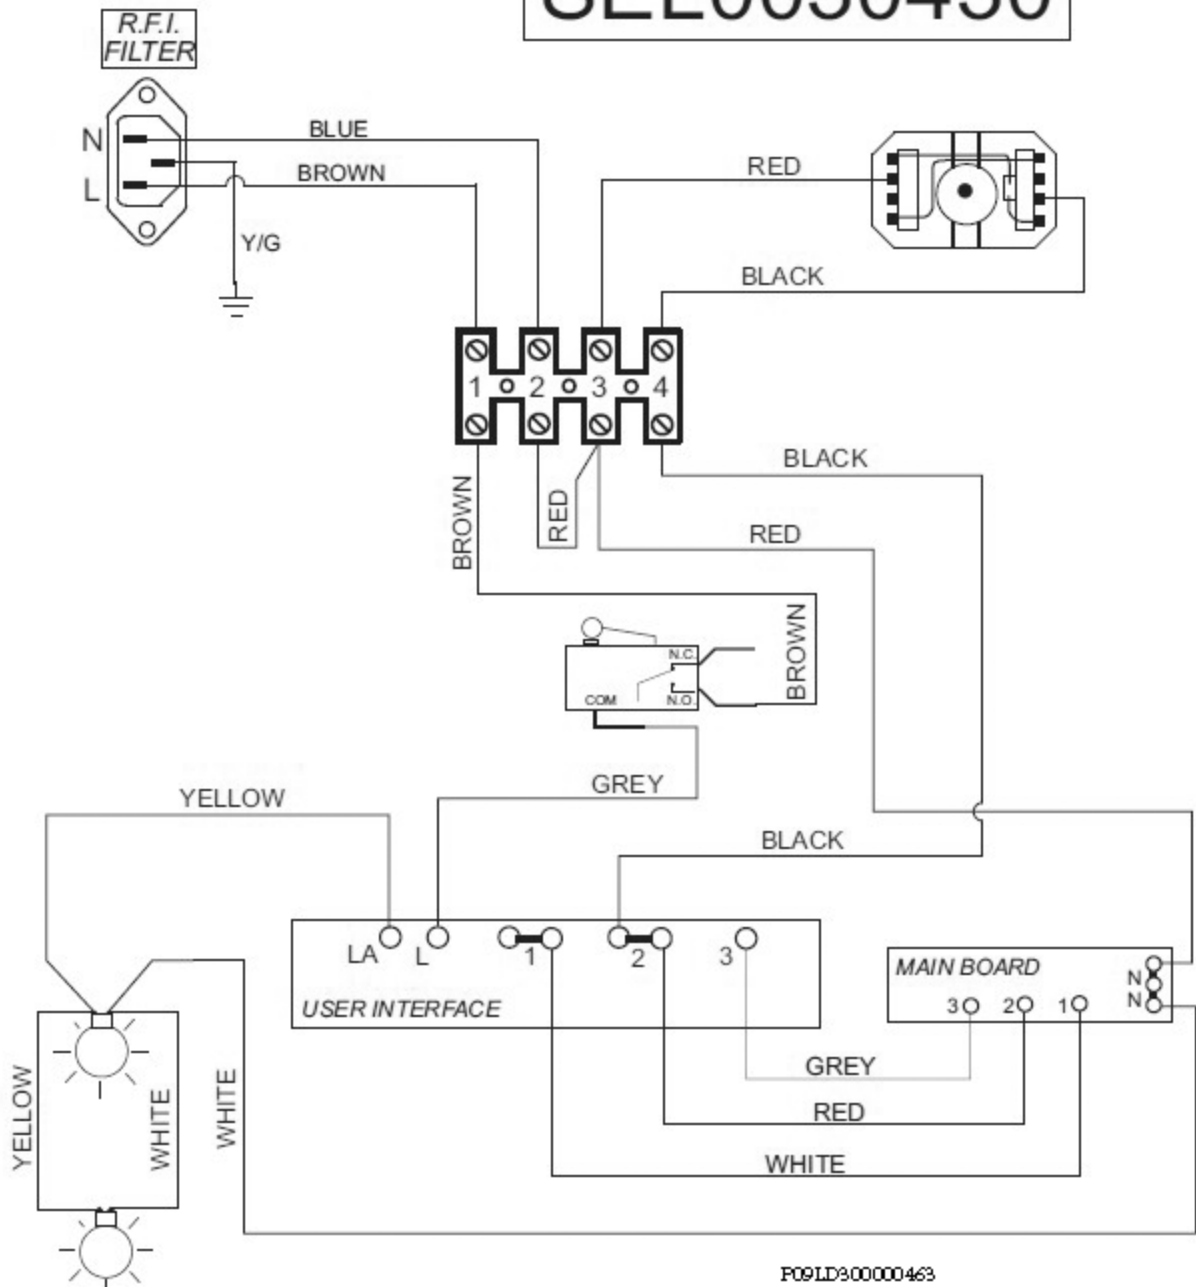 R.F.I.
FILTER
N
BLUE
BROWN
L
Y/G
RED
BLACK
1 2 3 4
BLACK
BROWN
RED
RED
BROWN
N.C.
COM
N.O.
GREY
YELLOW
BLACK
LA L 1 2 3
USER INTERFACE
MAIN BOARD
N
N
3 2 1
GREY
RED
WHITE
YELLOW
WHITE
WHITE
P09LD300000463